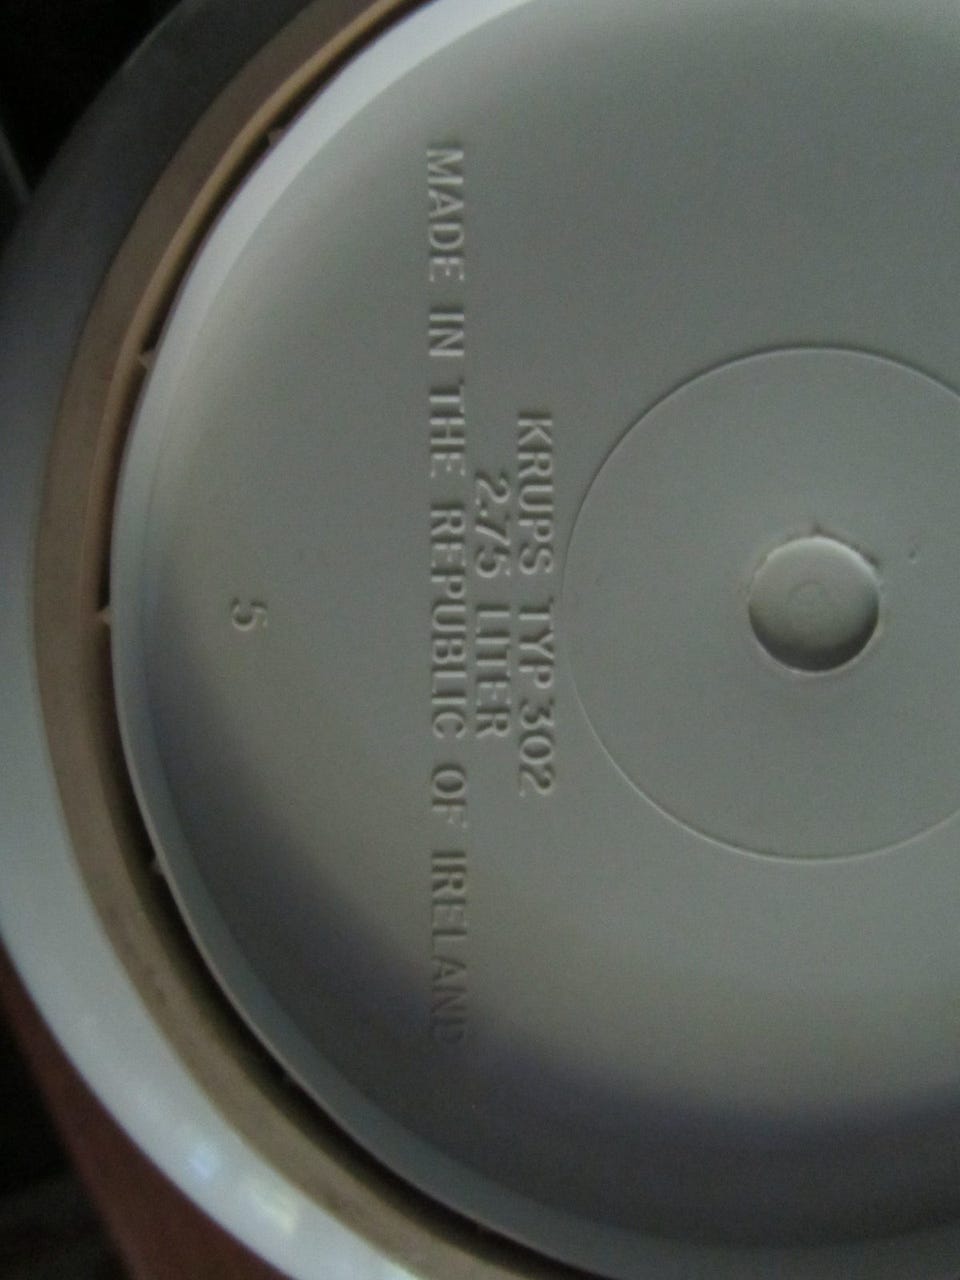 KRUPS TYP 302
2.75 LITER
MADE IN THE REPUBLIC OF IRELAND
5